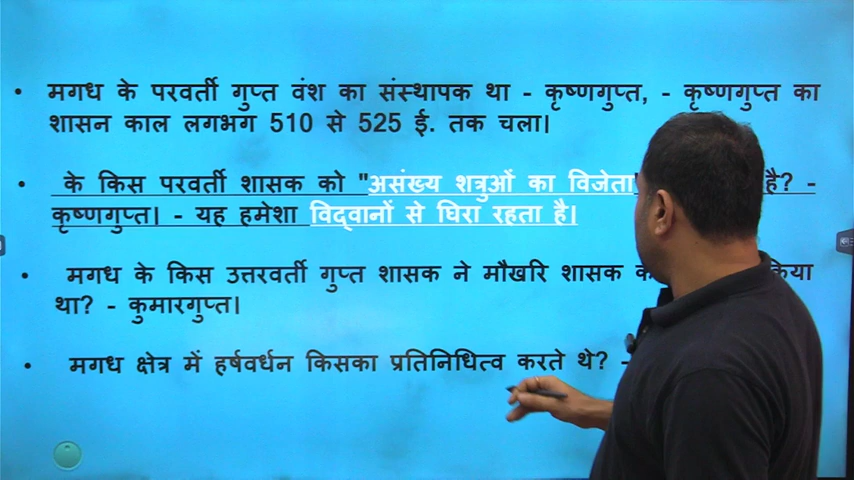 • मगध के परवर्ती गुप्त वंश का संस्थापक था - कृष्णगुप्त, - कृष्णगुप्त का
शासन काल लगभग 510 से 525 ई. तक चला।
• के किस परवर्ती शासक को "असंख्य शत्रुओं का विजेता" है? -
कृष्णगुप्त। - यह हमेशा विद्वानों से घिरा रहता है।
• मगध के किस उत्तरवर्ती गुप्त शासक ने मौखरि शासक किया
था? - कुमारगुप्त।
• मगध क्षेत्र में हर्षवर्धन किसका प्रतिनिधित्व करते थे? -